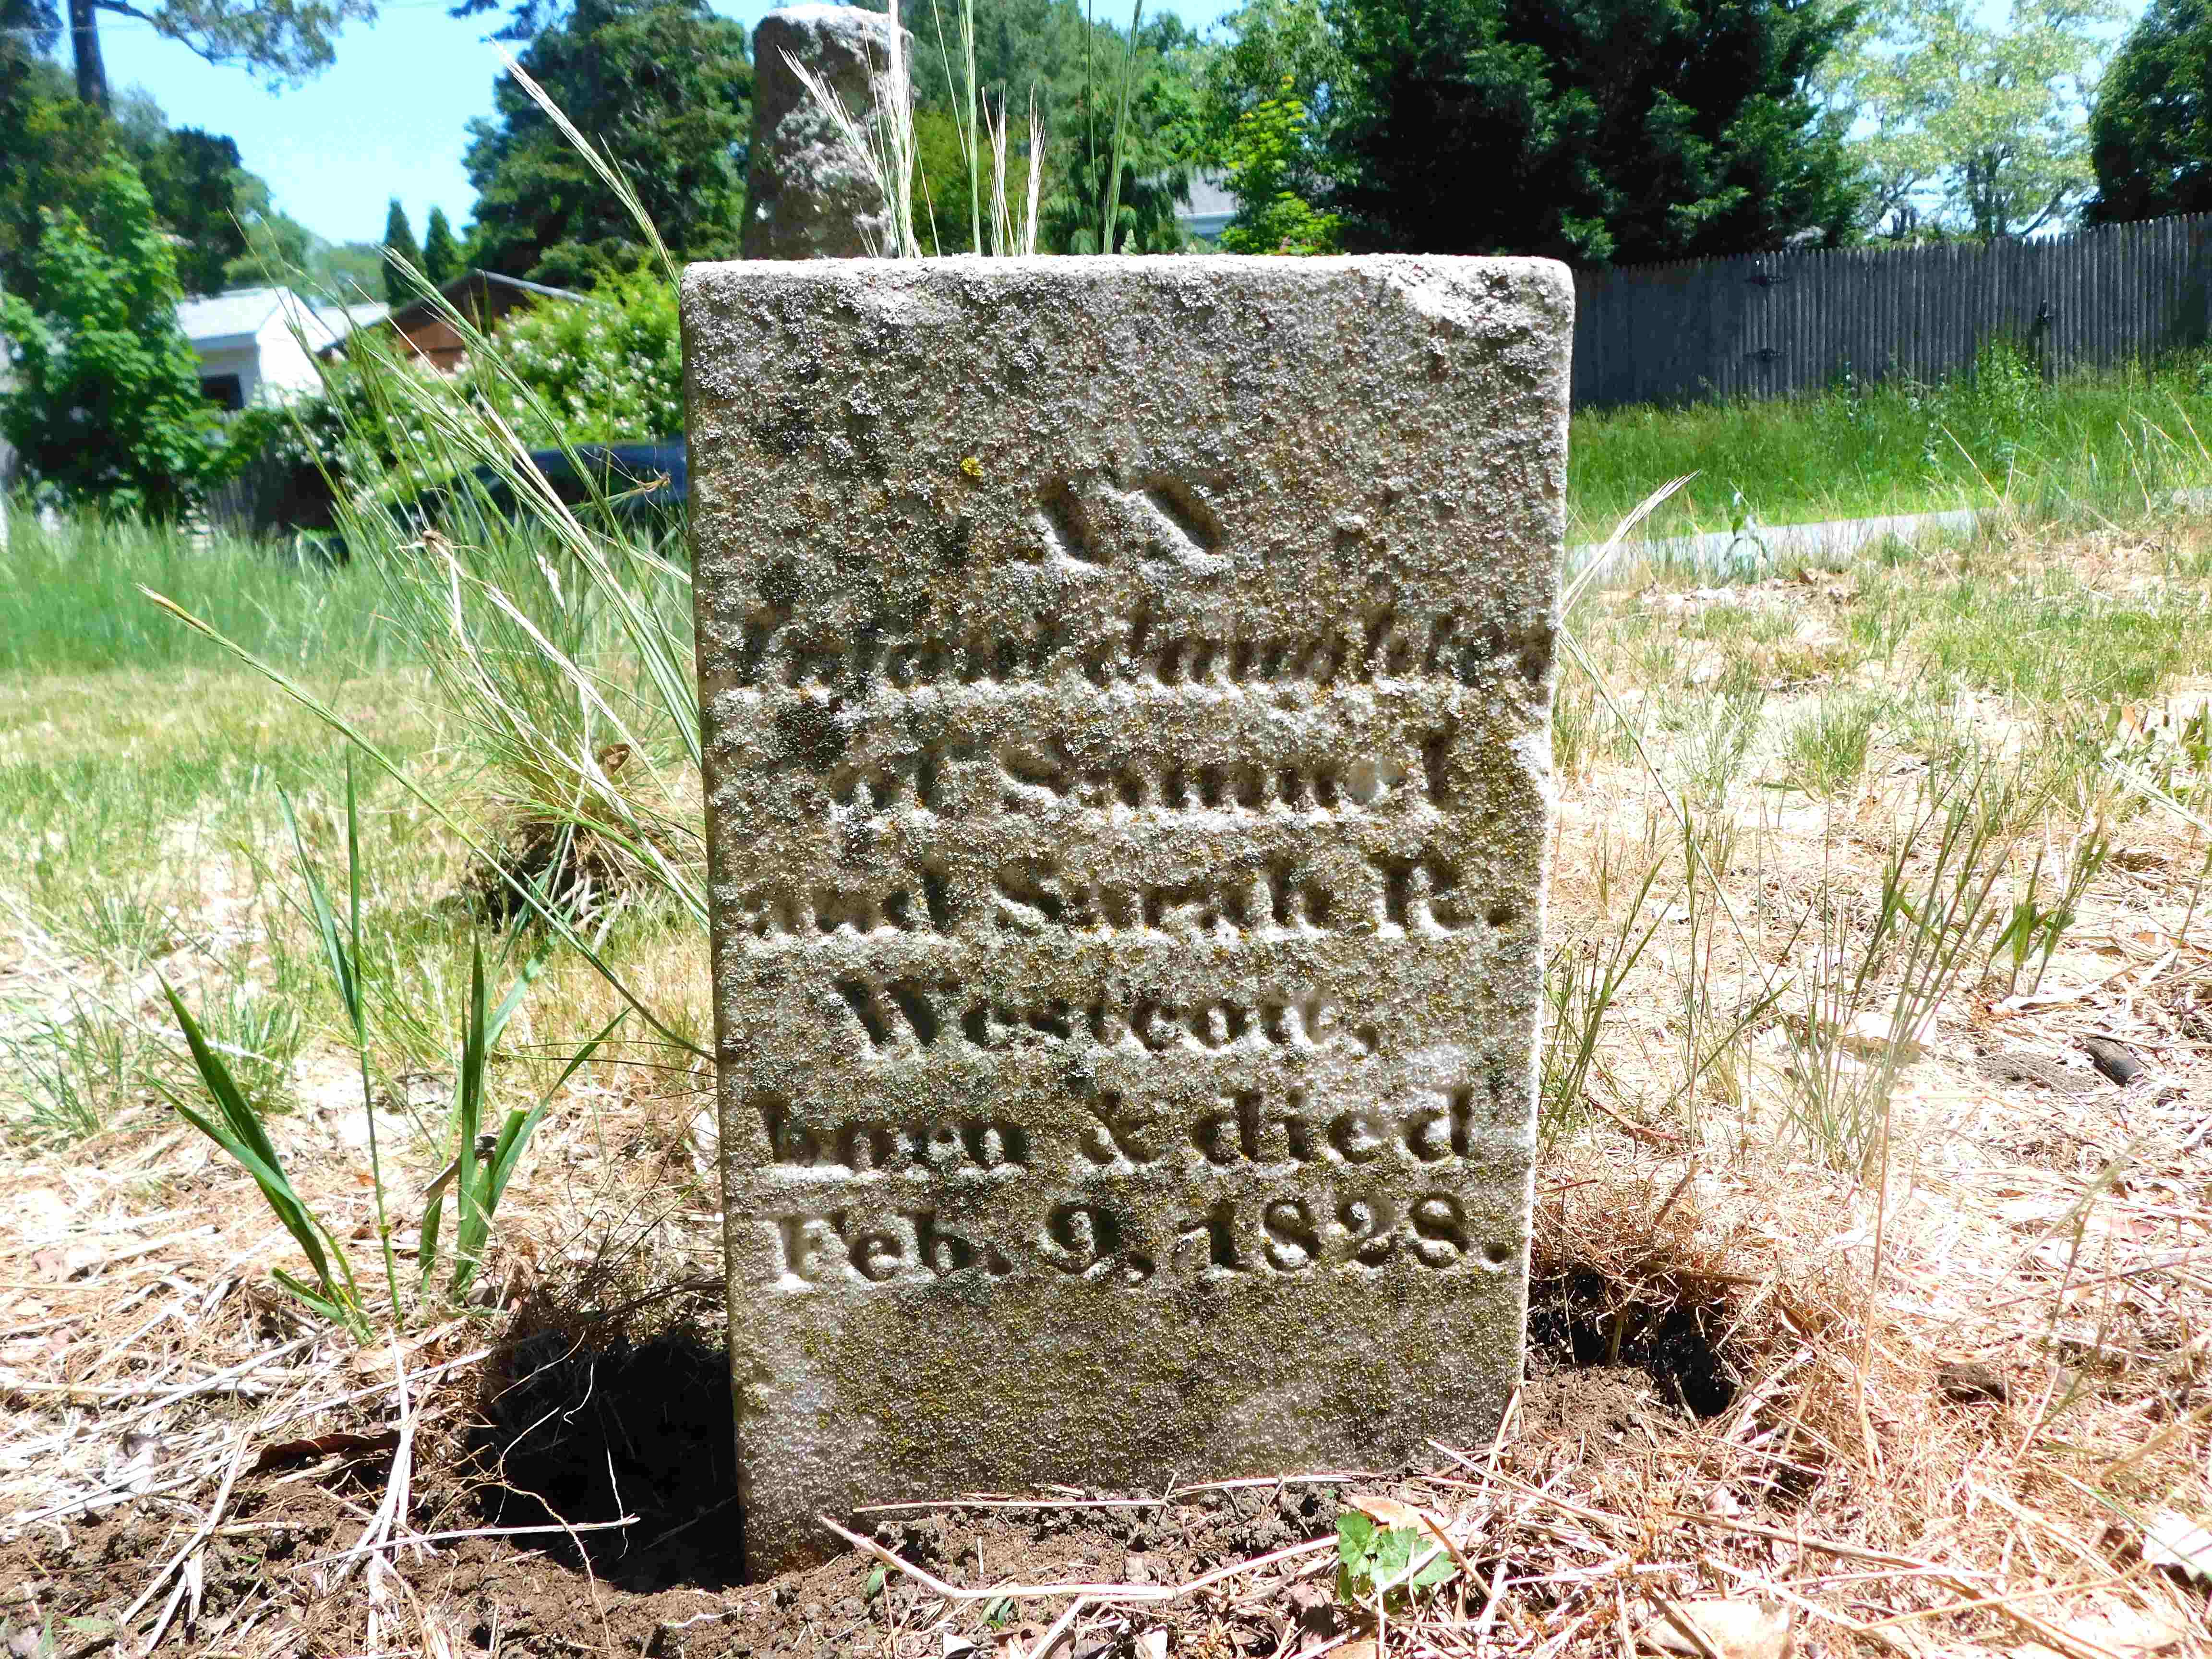 AN
Infant daughter
of Samuel
and Sarah R.
Westcott,
born & died
Feb. 9, 1828.